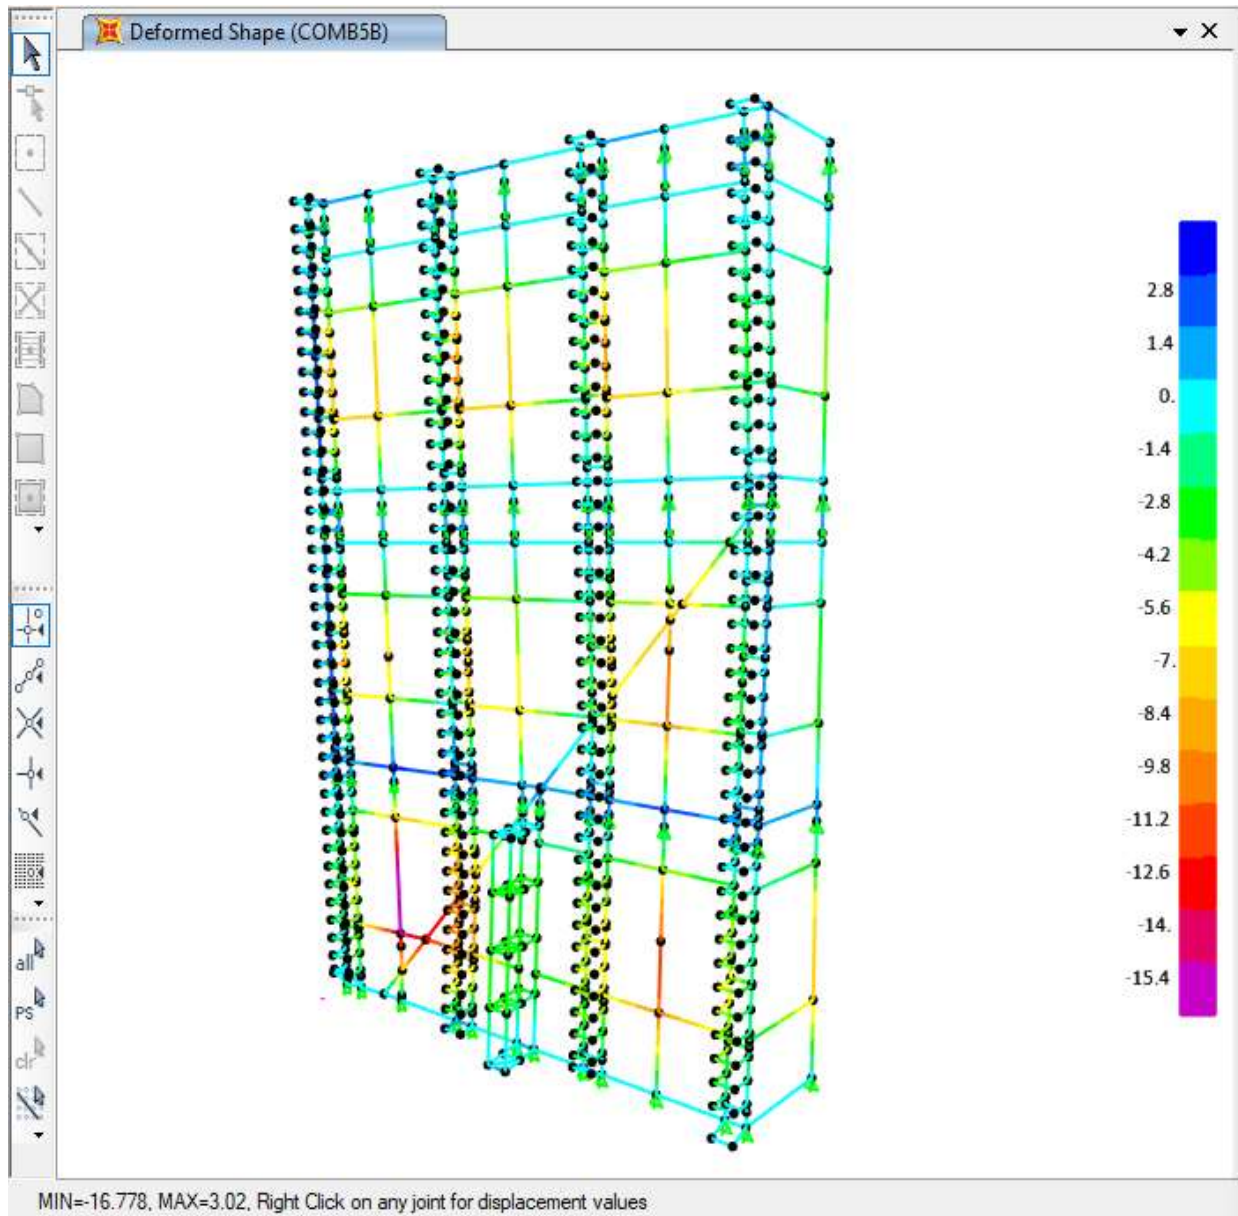 Deformed Shape (COMB5B)
2.8
1.4
0.
-1.4
-2.8
-4.2
-5.6
-7.
-8.4
-9.8
-11.2
-12.6
-14.
-15.4
all
PS
clr
MIN=-16.778, MAX=3.02, Right Click on any joint for displacement values